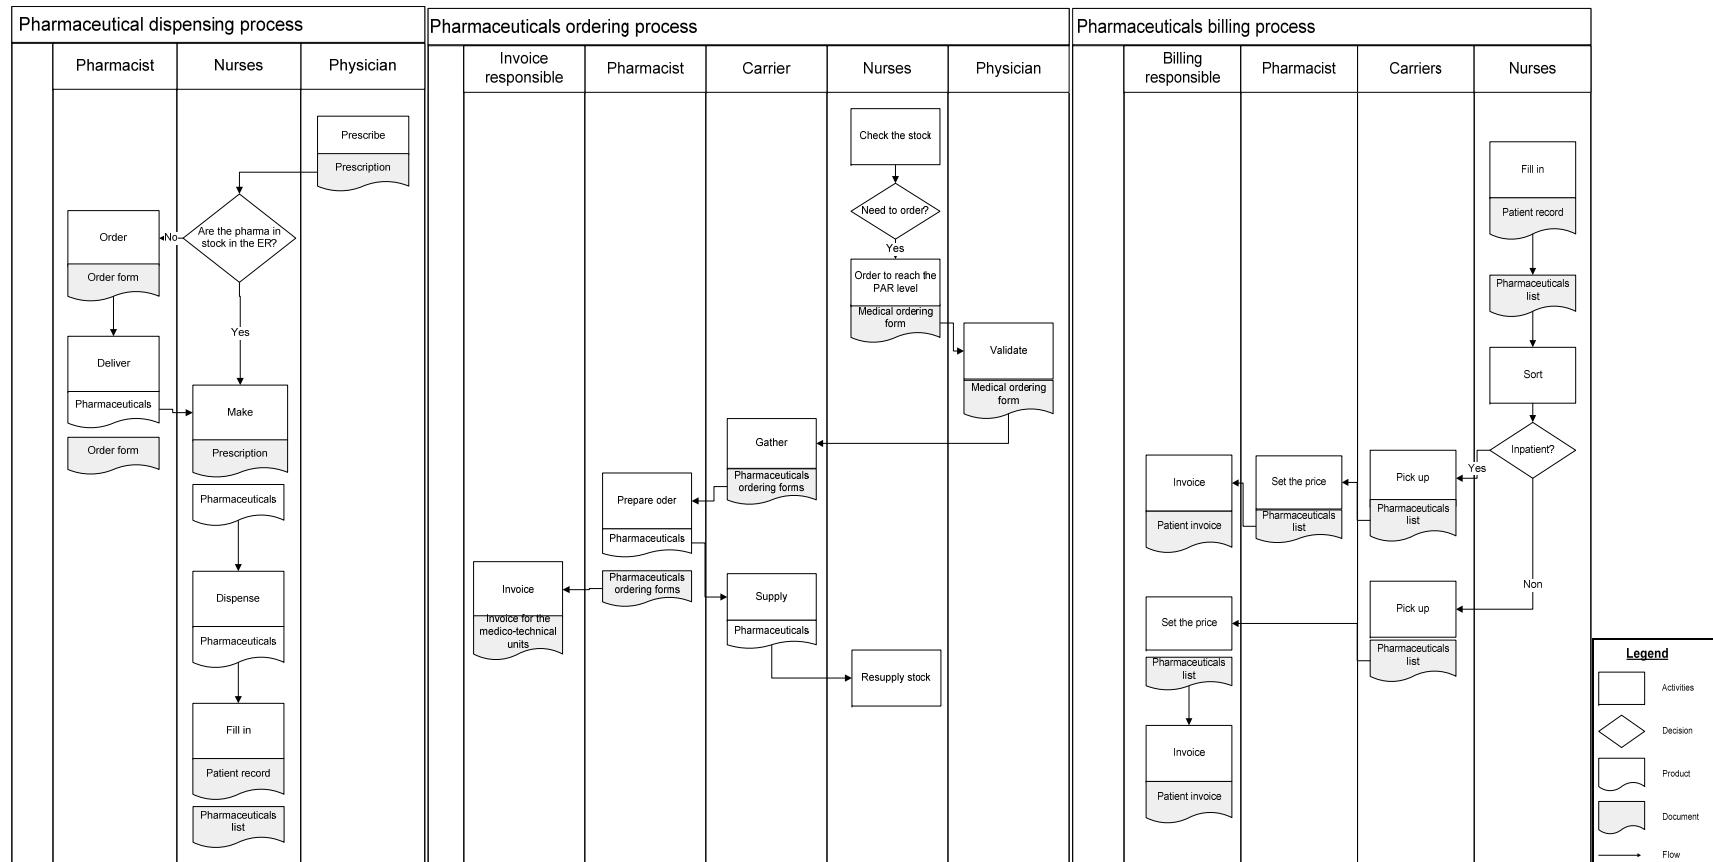 Pharmaceutical dispensing process
Pharmacist
Nurses
Physician
Prescribe
Prescription
Are the pharma in
stock in the ER?
No
Order
Order form
Yes
Deliver
Pharmaceuticals
Order form
Make
Prescription
Pharmaceuticals
Dispense
Pharmaceuticals
Fill in
Patient record
Pharmaceuticals
list
Pharmaceuticals ordering process
Invoice
responsible
Pharmacist
Carrier
Nurses
Physician
Check the stock
Need to order?
Yes
Order to reach the
PAR level
Medical ordering
form
Validate
Medical ordering
form
Gather
Pharmaceuticals
ordering forms
Prepare oder
Pharmaceuticals
Pharmaceuticals
ordering forms
Invoice
Invoice for the
medico-technical
units
Supply
Pharmaceuticals
Resupply stock
Pharmaceuticals billing process
Billing
responsible
Pharmacist
Carriers
Nurses
Fill in
Patient record
Pharmaceuticals
list
Sort
Inpatient?
Yes
Pick up
Pharmaceuticals
list
Set the price
Pharmaceuticals
list
Invoice
Patient invoice
Non
Pick up
Pharmaceuticals
list
Set the price
Pharmaceuticals
list
Invoice
Patient invoice
Legend
Activities
Decision
Product
Document
Flow